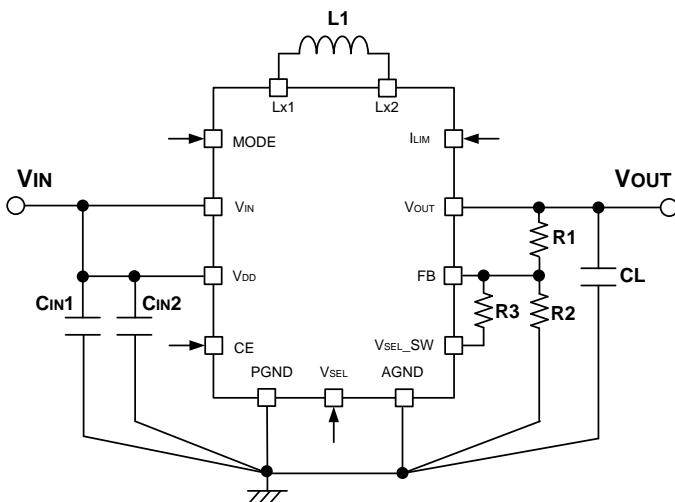 L1
Lx1 Lx2
MODE ILIM
VIN VOUT
VIN VOUT
R1
VDD FB CL
CIN1 CIN2 R3 R2
CE VSEL_SW
PGND VSEL AGND